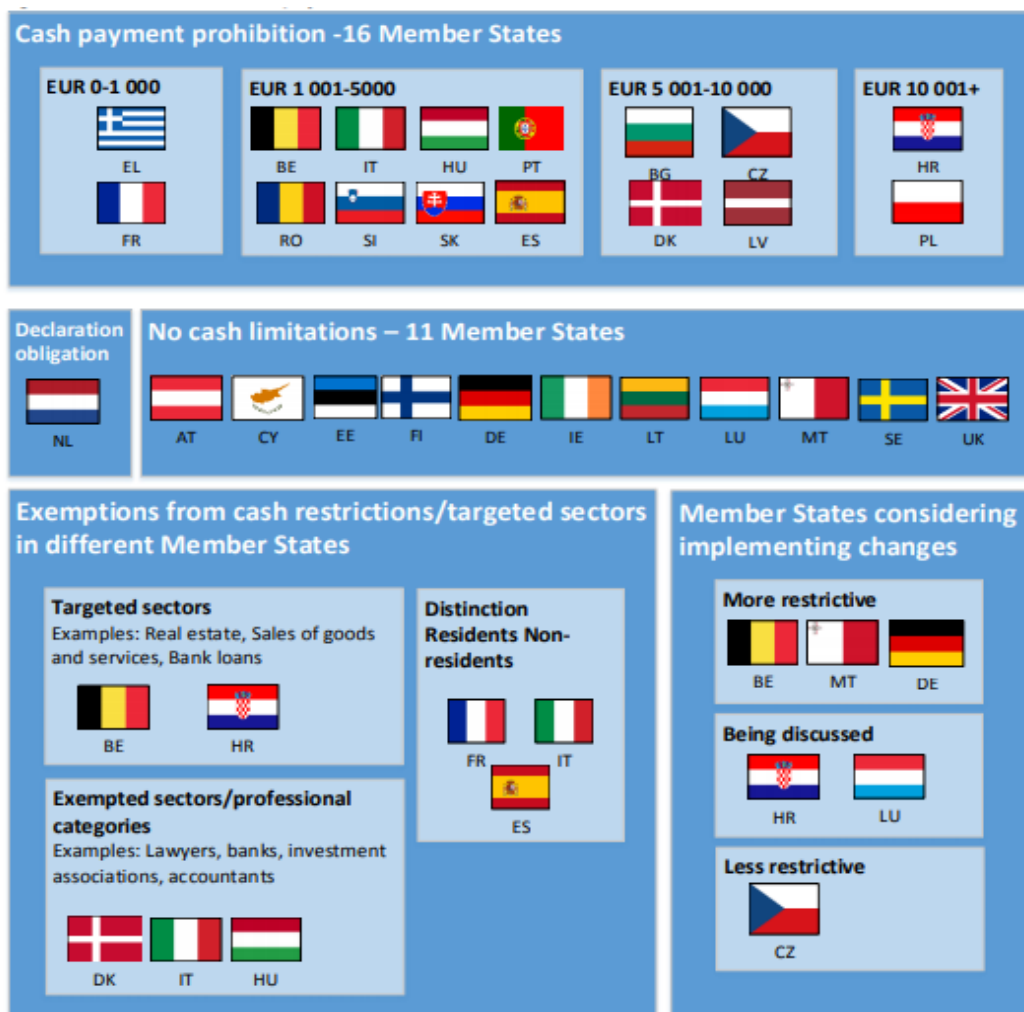 Cash payment prohibition -16 Member States
EUR 0-1 000
EL
FR
EUR 1 001-5000
BE IT HU PT
RO SI SK ES
EUR 5 001-10 000
BG CZ
DK LV
EUR 10 001+
HR
PL
Declaration
obligation
NL
No cash limitations – 11 Member States
AT CY EE FI DE IE LT LU MT SE UK
Exemptions from cash restrictions/targeted sectors
in different Member States
Targeted sectors
Examples: Real estate, Sales of goods
and services, Bank loans
BE HR
Exempted sectors/professional
categories
Examples: Lawyers, banks, investment
associations, accountants
DK IT HU
Distinction
Residents Non-
residents
FR IT
ES
Member States considering
implementing changes
More restrictive
BE MT DE
Being discussed
HR LU
Less restrictive
CZ